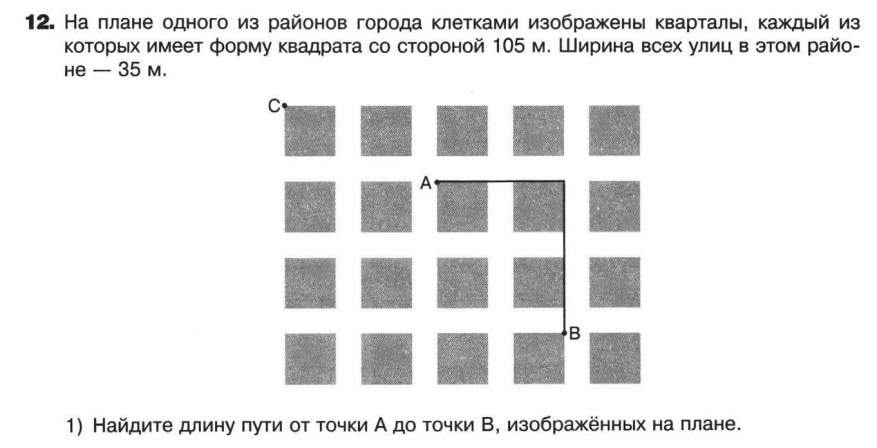 12. На плане одного из районов города клетками изображены кварталы, каждый из
которых имеет форму квадрата со стороной 105 м. Ширина всех улиц в этом райо-
не — 35 м.
C
A
B
1) Найдите длину пути от точки А до точки В, изображённых на плане.